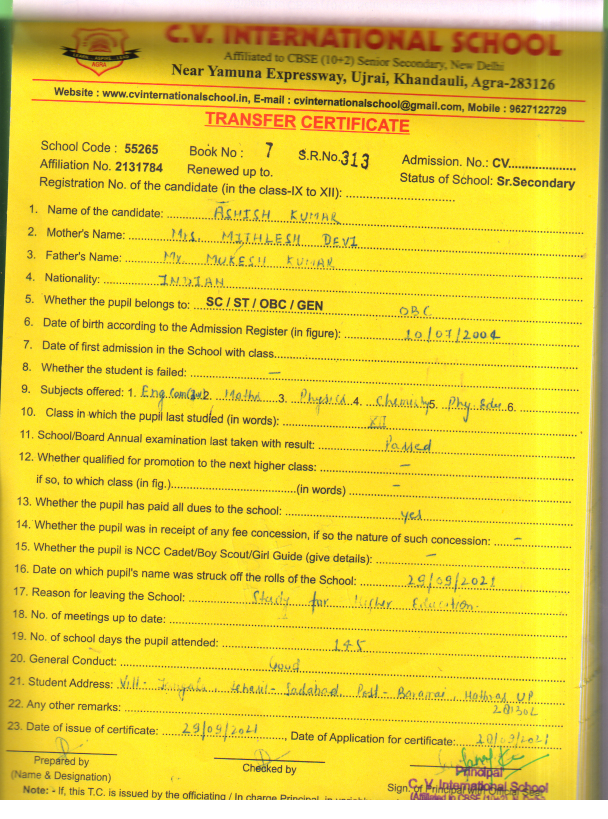 C.V. INTERNATIONAL SCHOOL
AGRA
Affiliated to CBSE (10+2) Senior Secondary, New Delhi
Near Yamuna Expressway, Ujrai, Khandauli, Agra-283126
Website : www.cvinternationalschool.in, E-mail : cvinternationalschool@gmail.com, Mobile : 9627122729
TRANSFER CERTIFICATE
School Code : 55265 Book No : 7 S.R.No. 313 Admission. No.: CV....................
Affiliation No. 2131784 Renewed up to. Status of School: Sr.Secondary
Registration No. of the candidate (in the class-IX to XII): ................................
1. Name of the candidate: ASHISH KUMAR
2. Mother's Name: Mrs. MITHLESH DEVI
3. Father's Name: Mr. MUKESH KUMAR
4. Nationality: INDIAN
5. Whether the pupil belongs to: SC / ST / OBC / GEN OBC
6. Date of birth according to the Admission Register (in figure): 10/07/2004
7. Date of first admission in the School with class
8. Whether the student is failed: –
9. Subjects offered: 1. Eng 2. Maths 3. Physics 4. Chemistry 5. Phy. Edu. 6.
10. Class in which the pupil last studied (in words): XII
11. School/Board Annual examination last taken with result: Passed
12. Whether qualified for promotion to the next higher class: –
if so, to which class (in fig.) (in words) –
13. Whether the pupil has paid all dues to the school: yes
14. Whether the pupil was in receipt of any fee concession, if so the nature of such concession: –
15. Whether the pupil is NCC Cadet/Boy Scout/Girl Guide (give details): –
16. Date on which pupil's name was struck off the rolls of the School: 29/09/2021
17. Reason for leaving the School: Study for Higher Education.
18. No. of meetings up to date:
19. No. of school days the pupil attended: 145
20. General Conduct: Good
21. Student Address: Vill- Tehsil- Sadabad, Post- Hathras UP
22. Any other remarks:
23. Date of issue of certificate: 29/09/2021, Date of Application for certificate: 28/09/2021
Prepared by Checked by Principal
(Name & Designation) Sign. of Principal with Official Seal
C. V. International School
Note: - If, this T.C. is issued by the officiating / In charge Principal, in variably
(Affiliated to CBSE